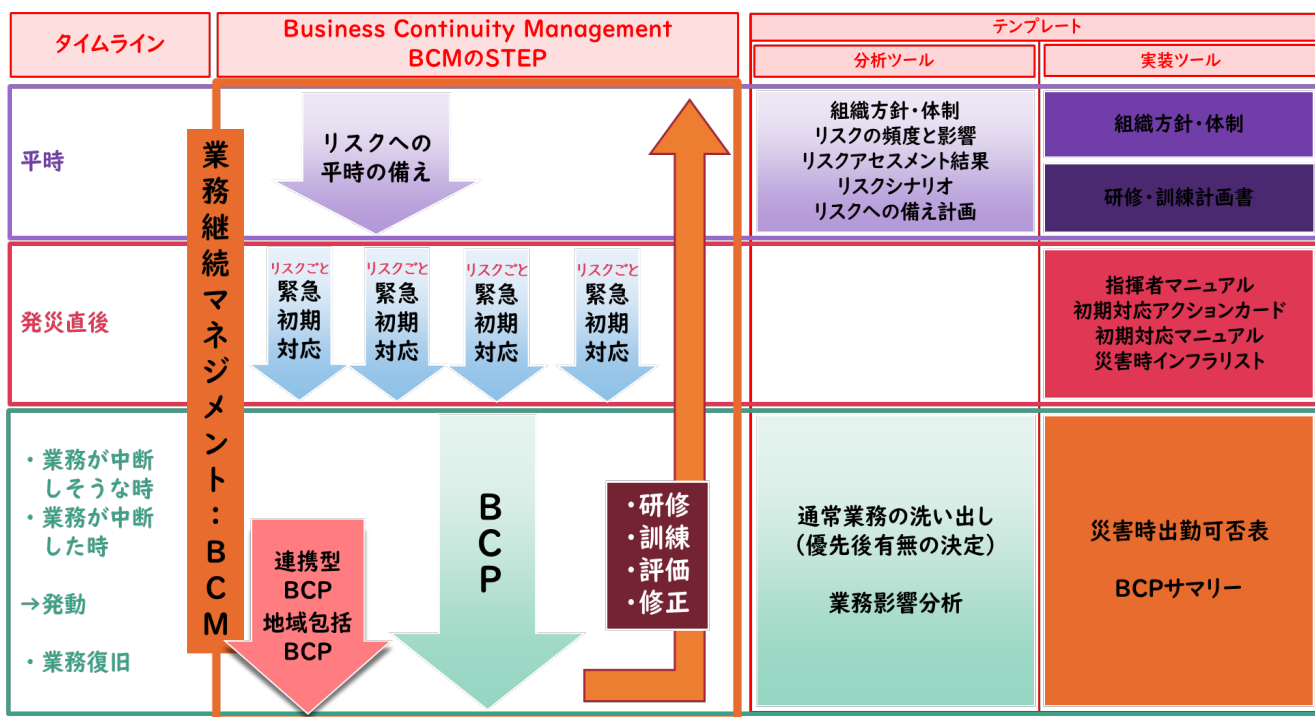 タイムライン
Business Continuity Management
BCMのSTEP
テンプレート
分析ツール
実装ツール
平時
業務継続マネジメント：BCM
リスクへの
平時の備え
組織方針・体制
リスクの頻度と影響
リスクアセスメント結果
リスクシナリオ
リスクへの備え計画
組織方針・体制
研修・訓練計画書
発災直後
リスクごと
緊急
初期
対応
リスクごと
緊急
初期
対応
リスクごと
緊急
初期
対応
リスクごと
緊急
初期
対応
指揮者マニュアル
初期対応アクションカード
初期対応マニュアル
災害時インフラリスト
・業務が中断
しそうな時
・業務が中断
した時
→発動
・業務復旧
連携型
BCP
地域包括
BCP
BCP
・研修
・訓練
・評価
・修正
通常業務の洗い出し
（優先後有無の決定）
業務影響分析
災害時出勤可否表
BCPサマリー